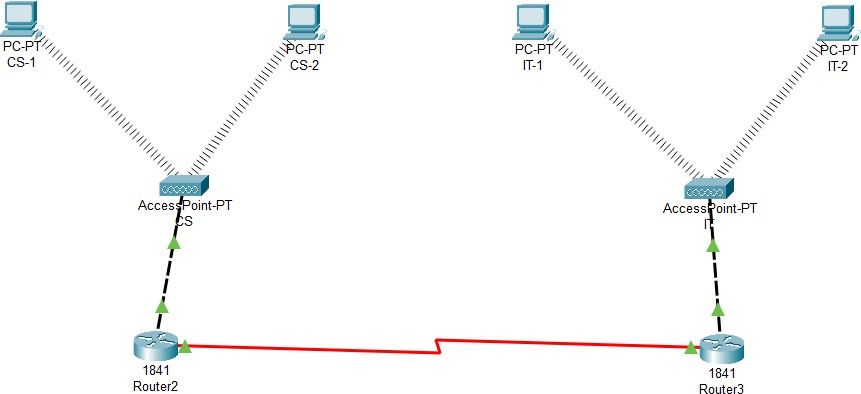 PC-PT
CS-1
PC-PT
CS-2
PC-PT
IT-1
PC-PT
IT-2
AccessPoint-PT
CS
AccessPoint-PT
IT
1841
Router2
1841
Router3